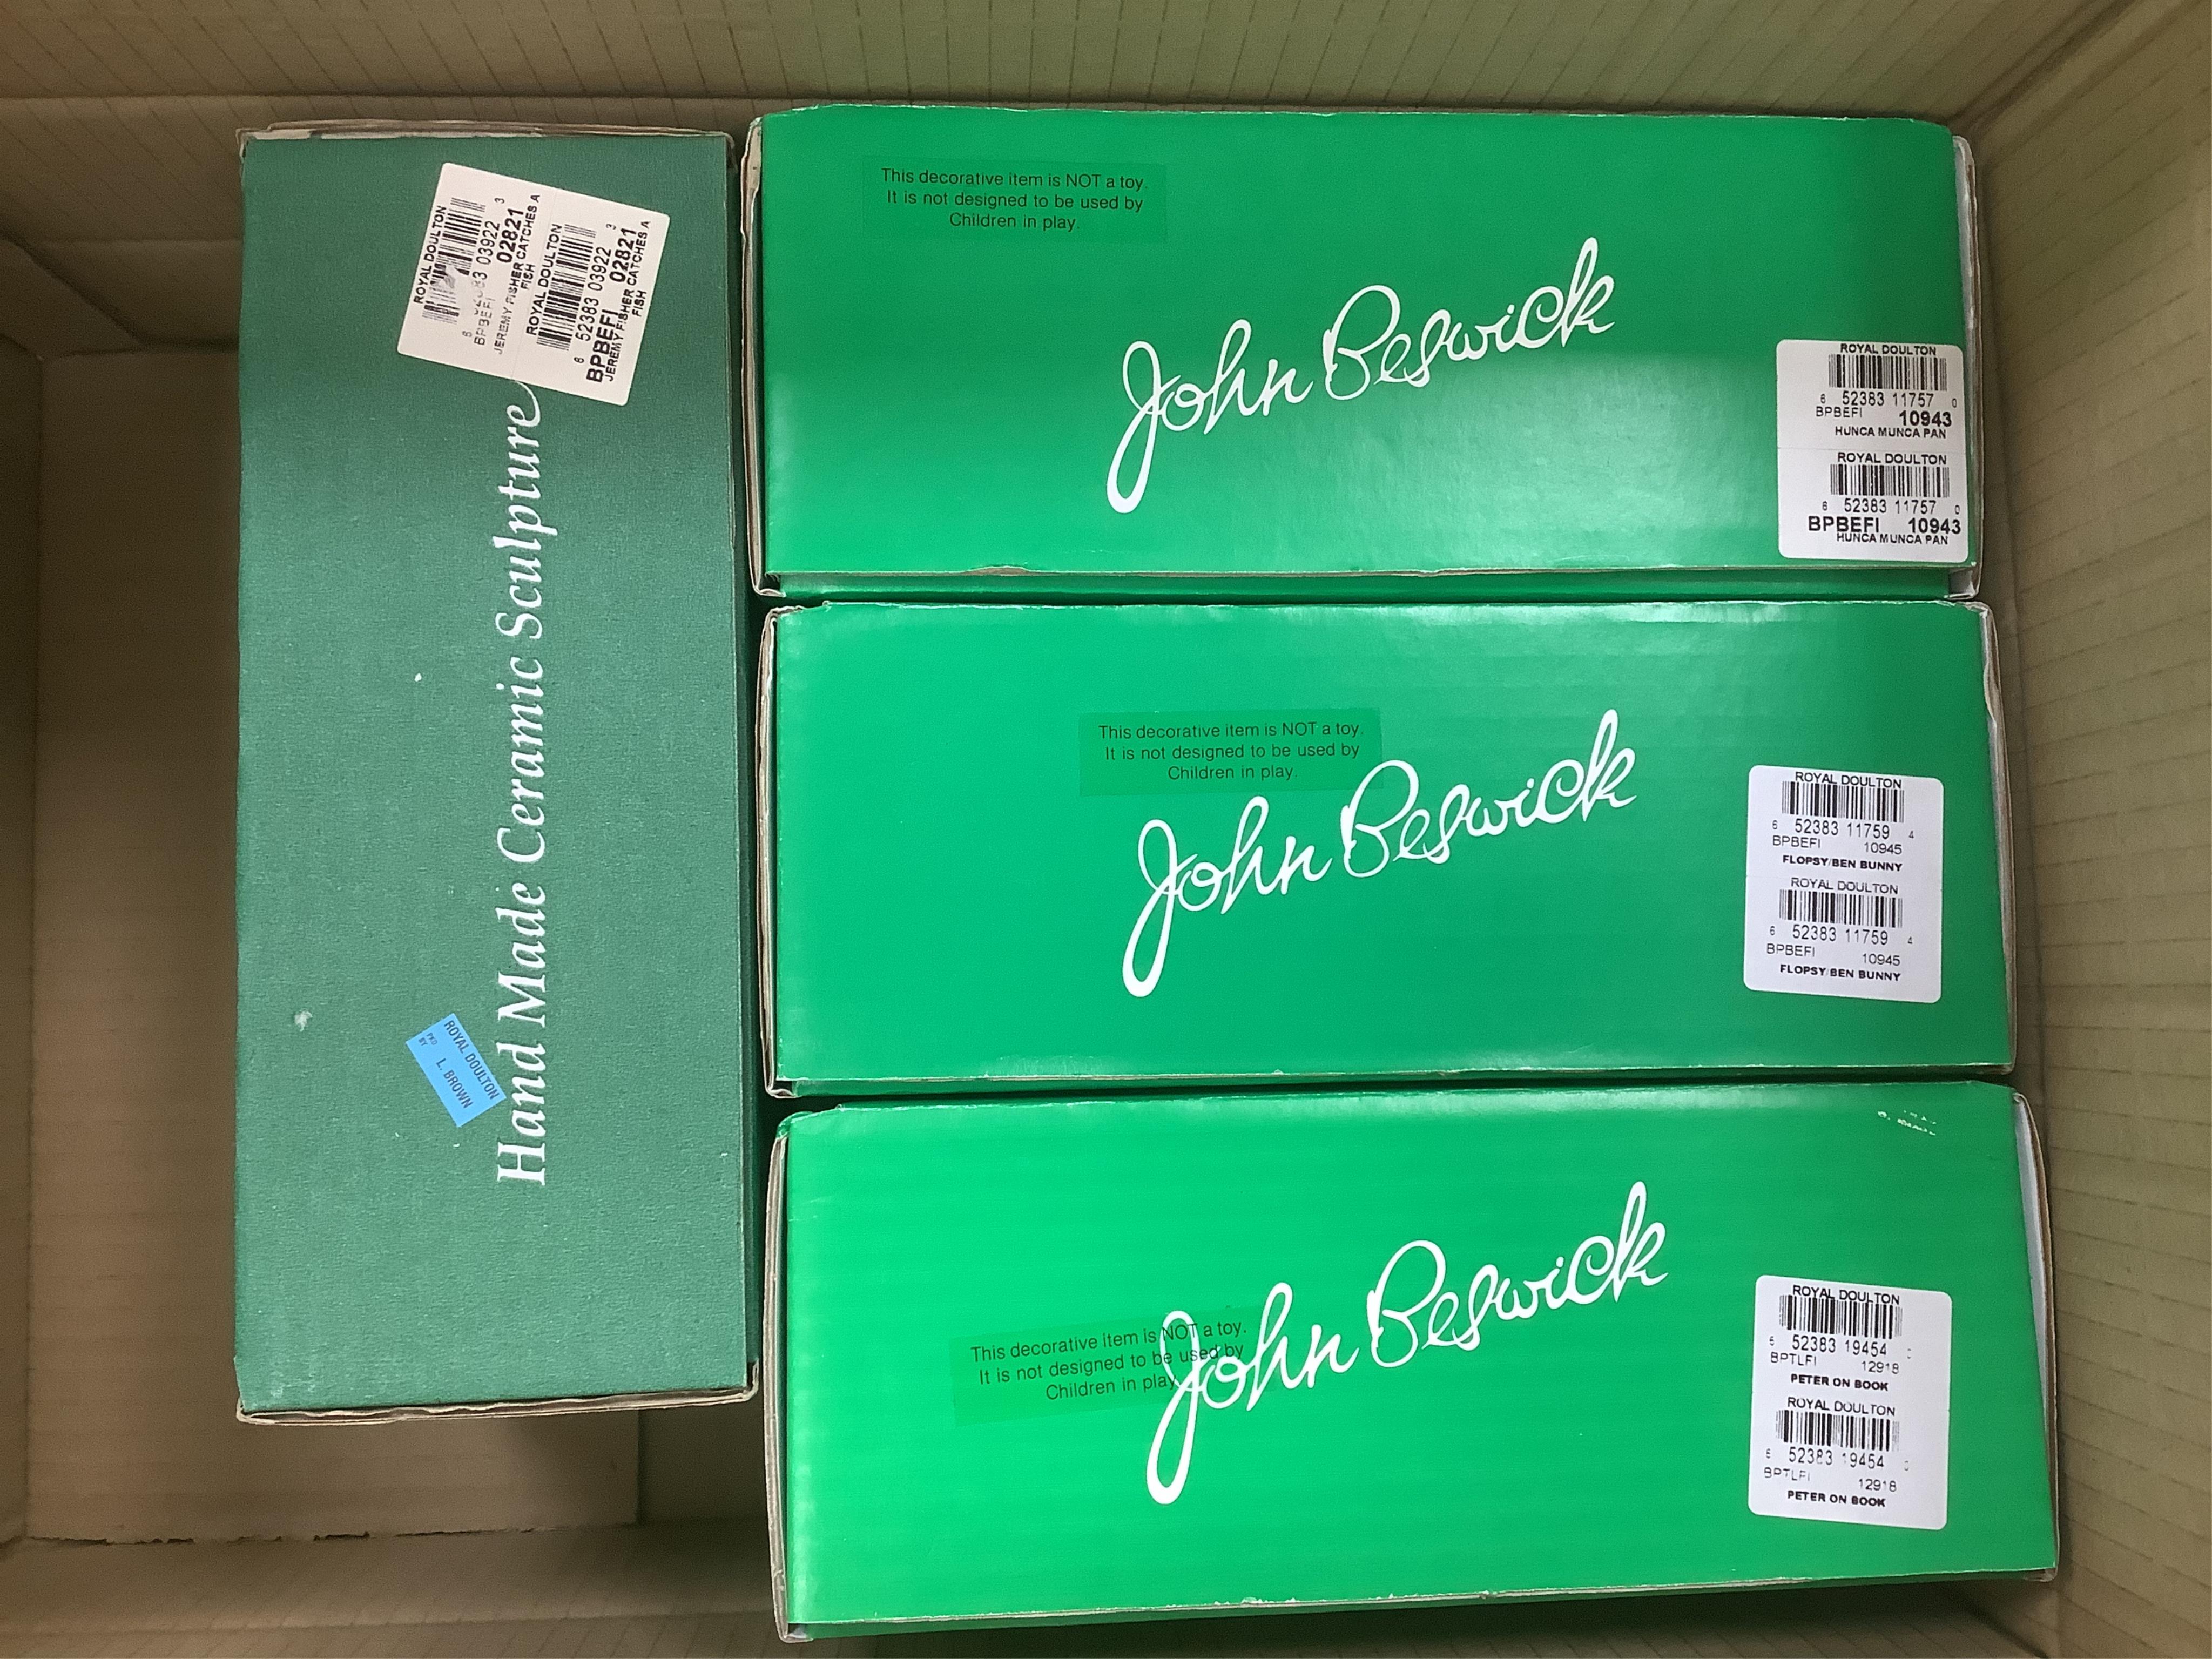 ROYAL DOULTON
03922 3
BPBEFI 02821
JEREMY FISHER CATCHES A
FISH
ROYAL DOULTON
6 52383 03922 3
BPBEFI 02821
JEREMY FISHER CATCHES A
FISH
Hand Made Ceramic Sculpture
ROYAL DOULTON
PKD
BY L. BROWN
This decorative item is NOT a toy.
It is not designed to be used by
Children in play.
John Beswick
ROYAL DOULTON
6 52383 11757 0
BPBEFI 10943
HUNCA MUNCA PAN
ROYAL DOULTON
6 52383 11757 0
BPBEFI 10943
HUNCA MUNCA PAN
This decorative item is NOT a toy.
It is not designed to be used by
Children in play.
John Beswick
ROYAL DOULTON
6 52383 11759 4
BPBEFI 10945
FLOPSY/BEN BUNNY
ROYAL DOULTON
6 52383 11759 4
BPBEFI 10945
FLOPSY/BEN BUNNY
This decorative item is NOT a toy.
It is not designed to be used by
Children in play.
John Beswick
ROYAL DOULTON
6 52383 19454
BPTLFI 12918
PETER ON BOOK
ROYAL DOULTON
6 52383 19454
BPTLFI 12918
PETER ON BOOK